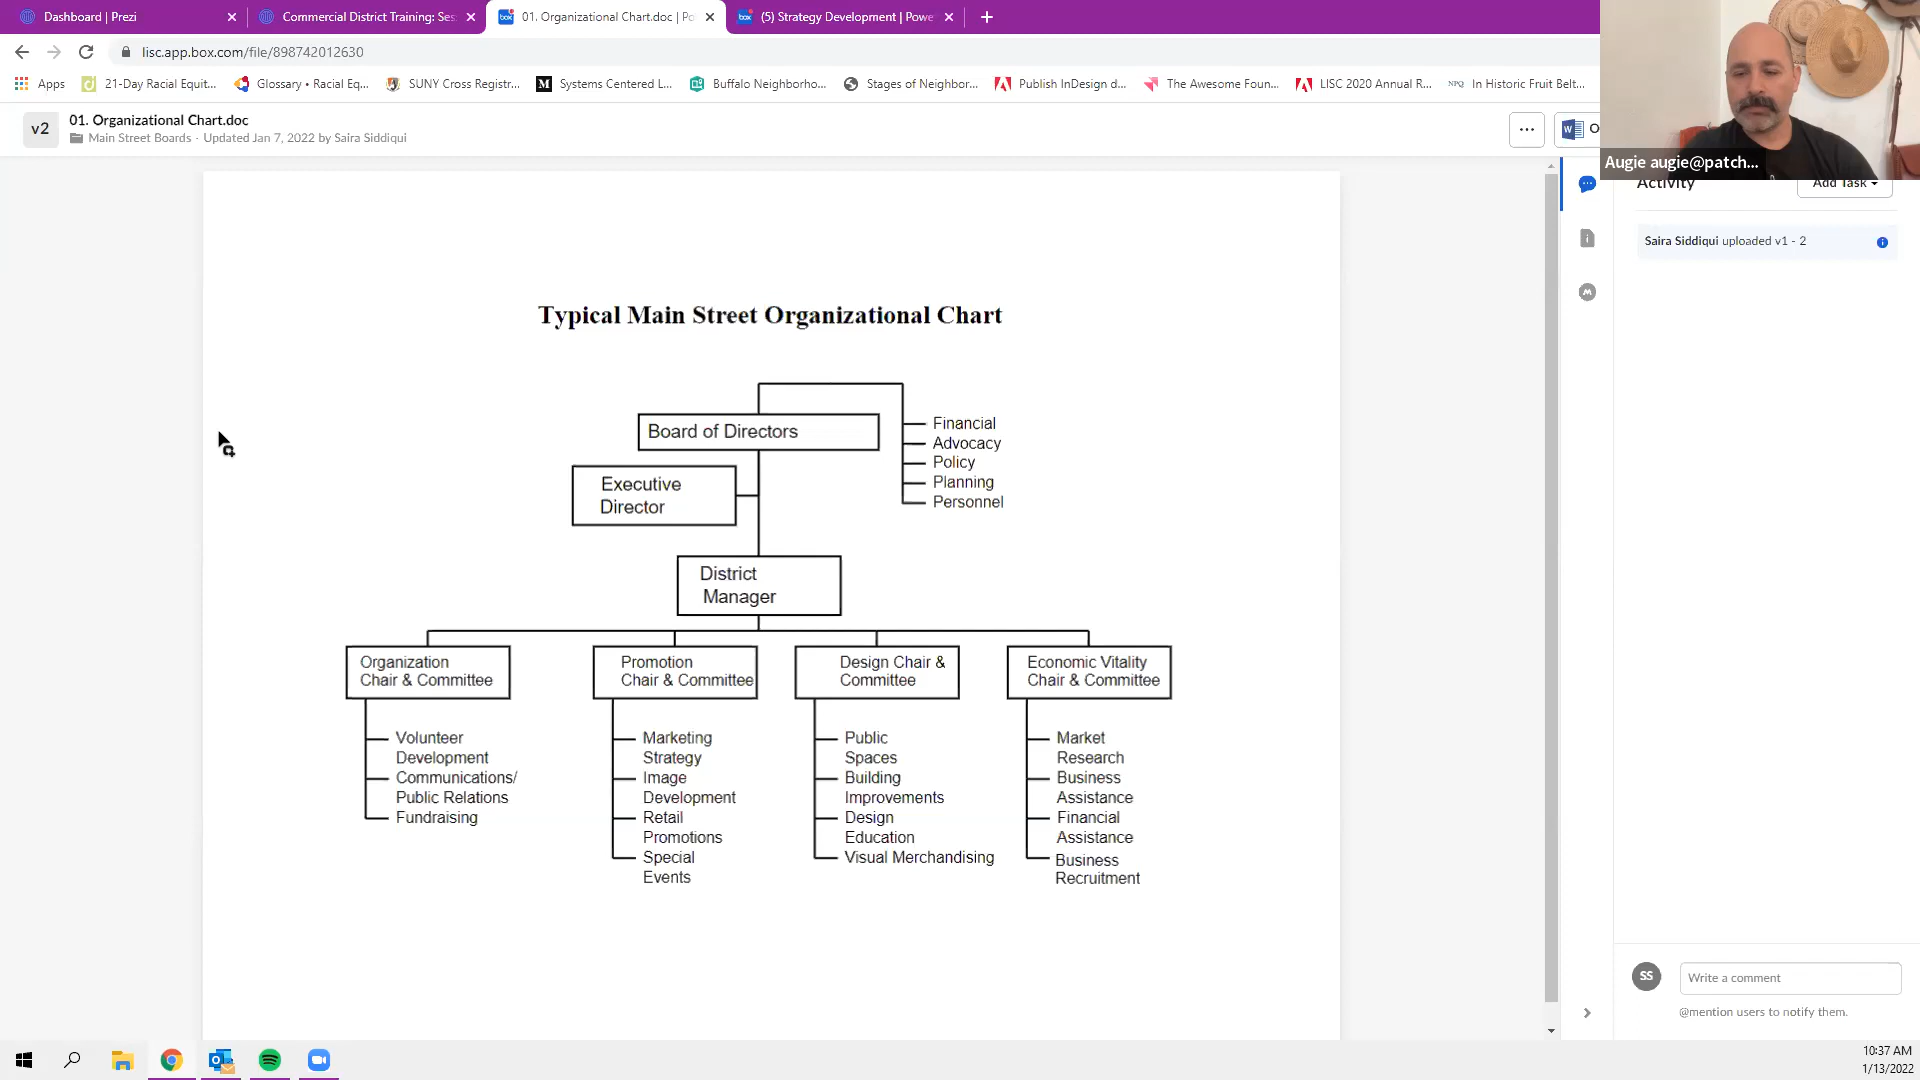 Dashboard | Prezi
Commercial District Training: Ses
01. Organizational Chart.doc | Po
(5) Strategy Development | Powe
lisc.app.box.com/file/898742012630
Apps
21-Day Racial Equit...
Glossary • Racial Eq...
SUNY Cross Registr...
Systems Centered L...
Buffalo Neighborho...
Stages of Neighbor...
Publish InDesign d...
The Awesome Foun...
LISC 2020 Annual R...
NPQ In Historic Fruit Belt...
v2
01. Organizational Chart.doc
Main Street Boards - Updated Jan 7, 2022 by Saira Siddiqui
Augie augie@patch...
Activity
Add Task
Saira Siddiqui uploaded v1 - 2
Typical Main Street Organizational Chart
Board of Directors
Financial
Advocacy
Policy
Planning
Personnel
Executive
Director
District
Manager
Organization
Chair & Committee
Volunteer
Development
Communications/
Public Relations
Fundraising
Promotion
Chair & Committee
Marketing
Strategy
Image
Development
Retail
Promotions
Special
Events
Design Chair &
Committee
Public
Spaces
Building
Improvements
Design
Education
Visual Merchandising
Economic Vitality
Chair & Committee
Market
Research
Business
Assistance
Financial
Assistance
Business
Recruitment
SS
Write a comment
@mention users to notify them.
10:37 AM
1/13/2022